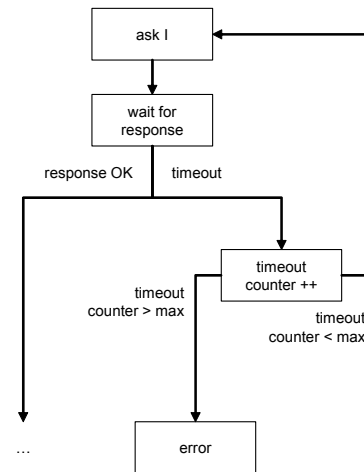 ask I
wait for
response
response OK
timeout
timeout
counter ++
timeout
counter > max
timeout
counter < max
...
error